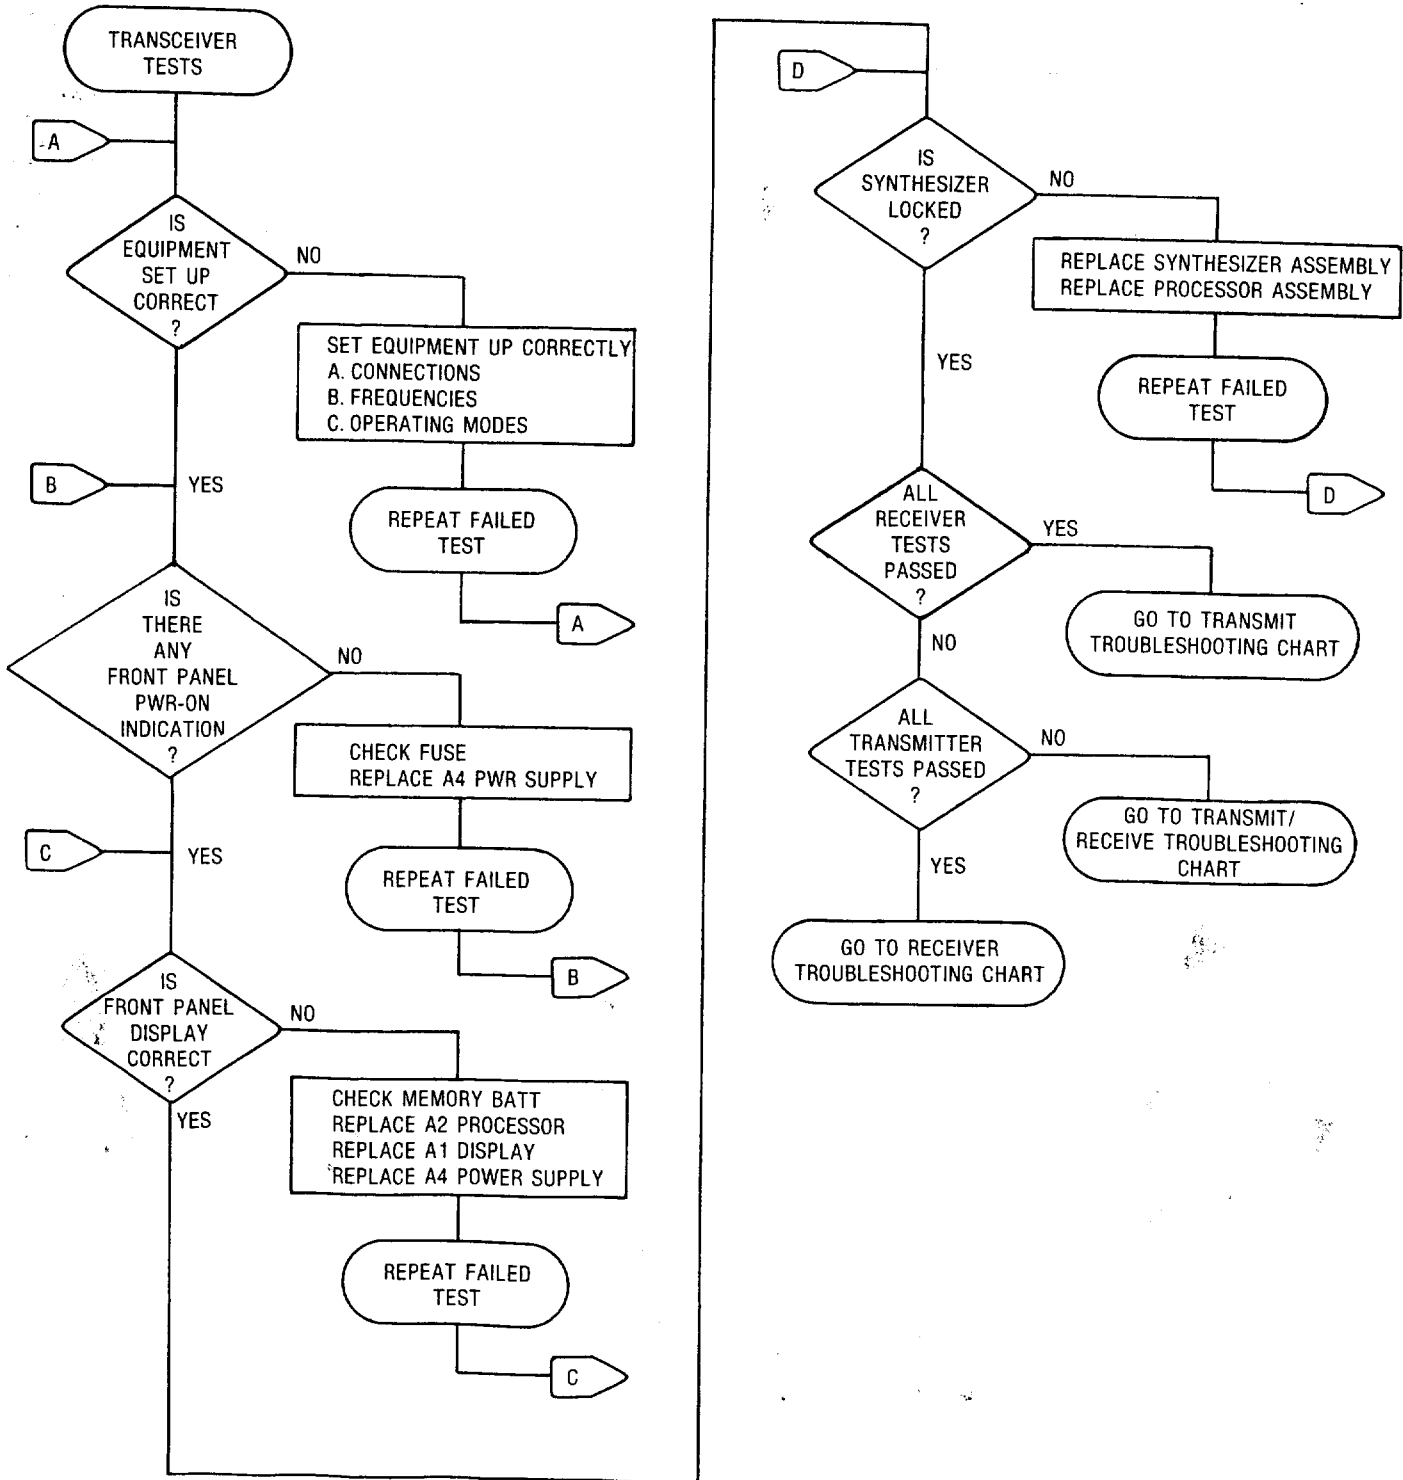 TRANSCEIVER
TESTS
A
IS
EQUIPMENT
SET UP
CORRECT
?
NO
SET EQUIPMENT UP CORRECTLY
A. CONNECTIONS
B. FREQUENCIES
C. OPERATING MODES
REPEAT FAILED
TEST
A
B
YES
IS
THERE
ANY
FRONT PANEL
PWR-ON
INDICATION
?
NO
CHECK FUSE
REPLACE A4 PWR SUPPLY
REPEAT FAILED
TEST
B
C
YES
IS
FRONT PANEL
DISPLAY
CORRECT
?
NO
CHECK MEMORY BATT
REPLACE A2 PROCESSOR
REPLACE A1 DISPLAY
REPLACE A4 POWER SUPPLY
REPEAT FAILED
TEST
C
YES
D
IS
SYNTHESIZER
LOCKED
?
NO
REPLACE SYNTHESIZER ASSEMBLY
REPLACE PROCESSOR ASSEMBLY
REPEAT FAILED
TEST
D
YES
ALL
RECEIVER
TESTS
PASSED
?
YES
GO TO TRANSMIT
TROUBLESHOOTING CHART
NO
ALL
TRANSMITTER
TESTS PASSED
?
NO
GO TO TRANSMIT/
RECEIVE TROUBLESHOOTING
CHART
YES
GO TO RECEIVER
TROUBLESHOOTING CHART